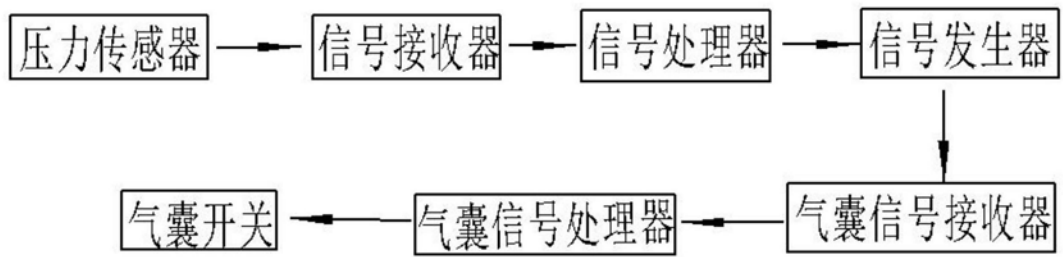 压力传感器
信号接收器
信号处理器
信号发生器
气囊信号接收器
气囊信号处理器
气囊开关